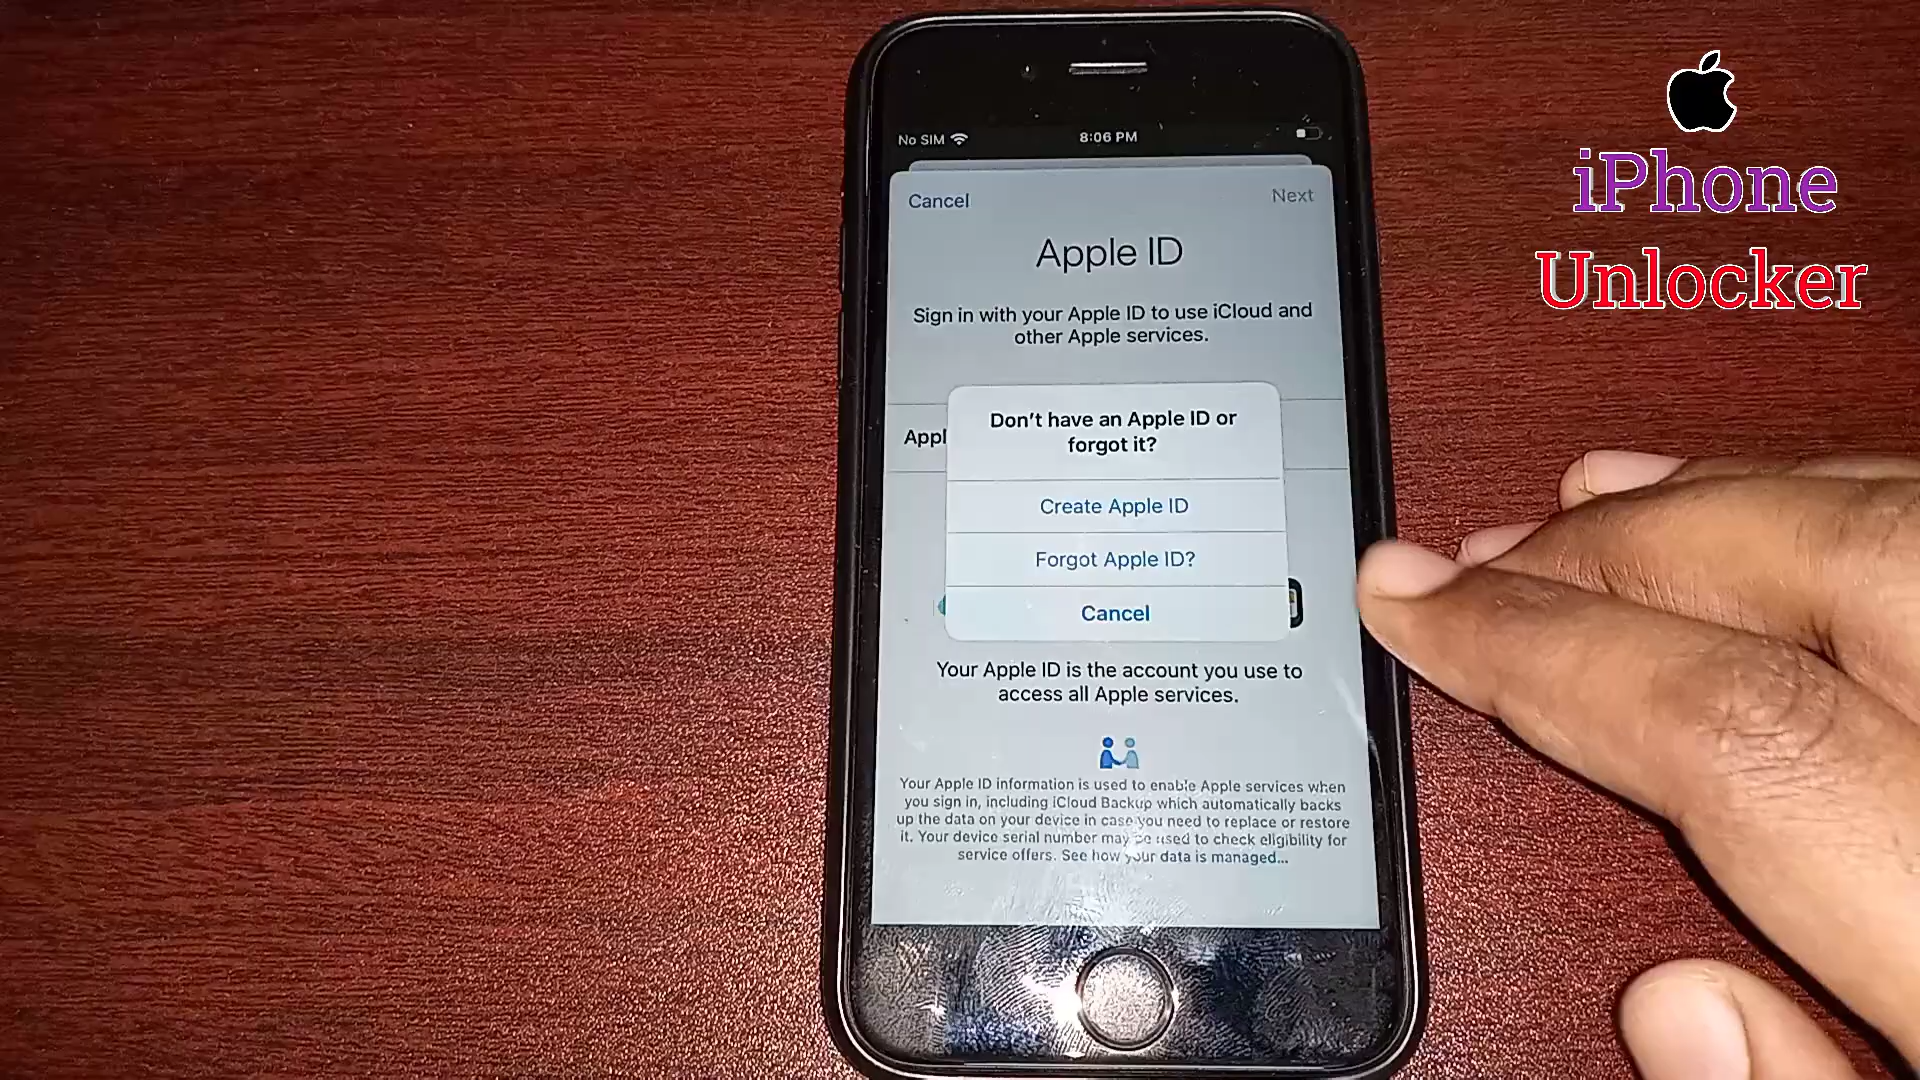 No SIM
8:06 PM
Cancel
Next
Apple ID
Sign in with your Apple ID to use iCloud and
other Apple services.
Appl
Don't have an Apple ID or
forgot it?
Create Apple ID
Forgot Apple ID?
Cancel
Your Apple ID is the account you use to
access all Apple services.
Your Apple ID information is used to enable Apple services when
you sign in, including iCloud Backup which automatically backs
up the data on your device in case you need to replace or restore
it. Your device serial number may be used to check eligibility for
service offers. See how your data is managed...
iPhone
Unlocker